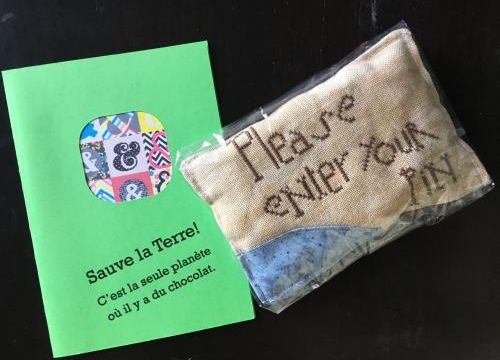 &
&
Sauve la Terre!
C'est la seule planète
où il y a du chocolat.
Please
enter your
PiN